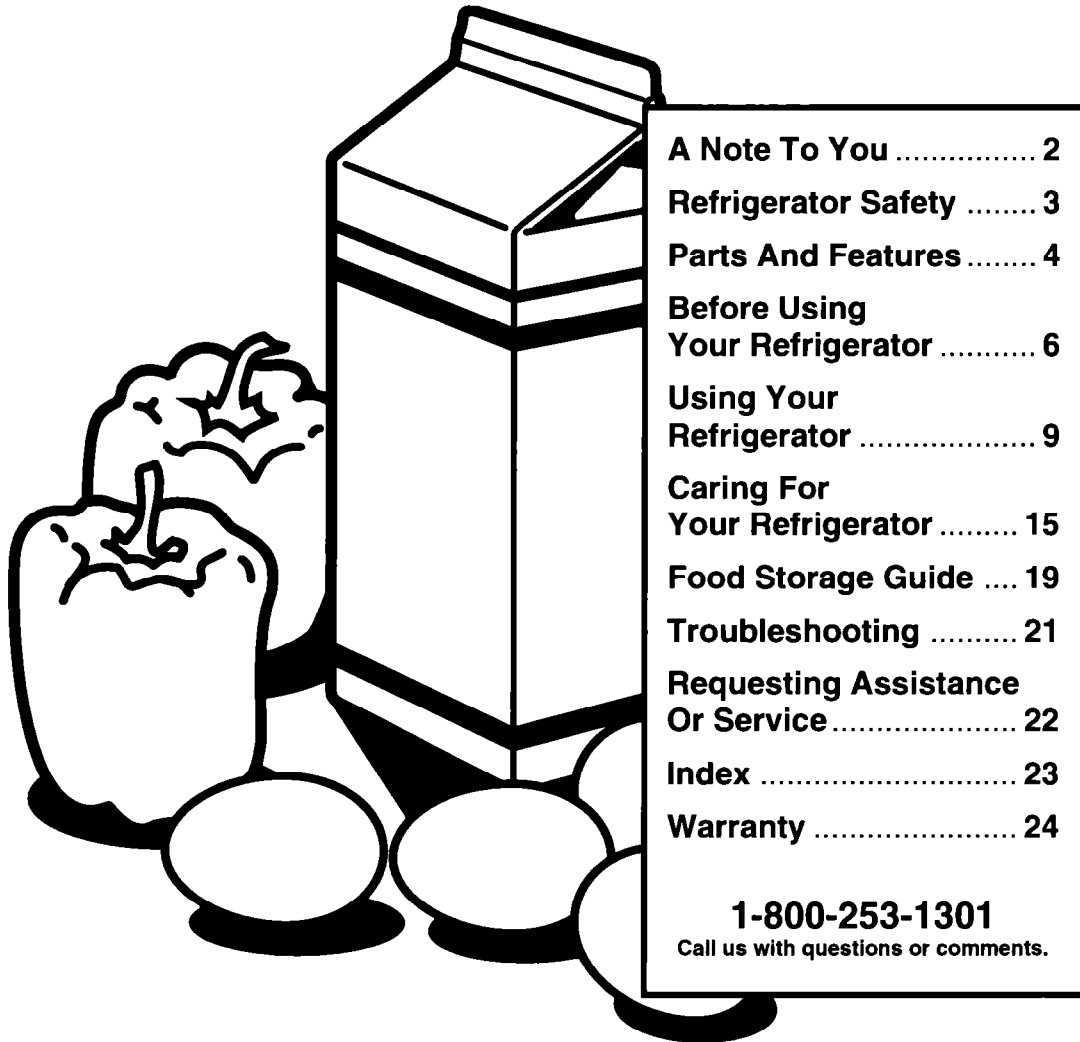 A Note To You ................ 2
Refrigerator Safety ........ 3
Parts And Features ........ 4
Before Using
Your Refrigerator ........... 6
Using Your
Refrigerator .................... 9
Caring For
Your Refrigerator ......... 15
Food Storage Guide .... 19
Troubleshooting .......... 21
Requesting Assistance
Or Service ...................... 22
Index ............................. 23
Warranty ....................... 24
1-800-253-1301
Call us with questions or comments.